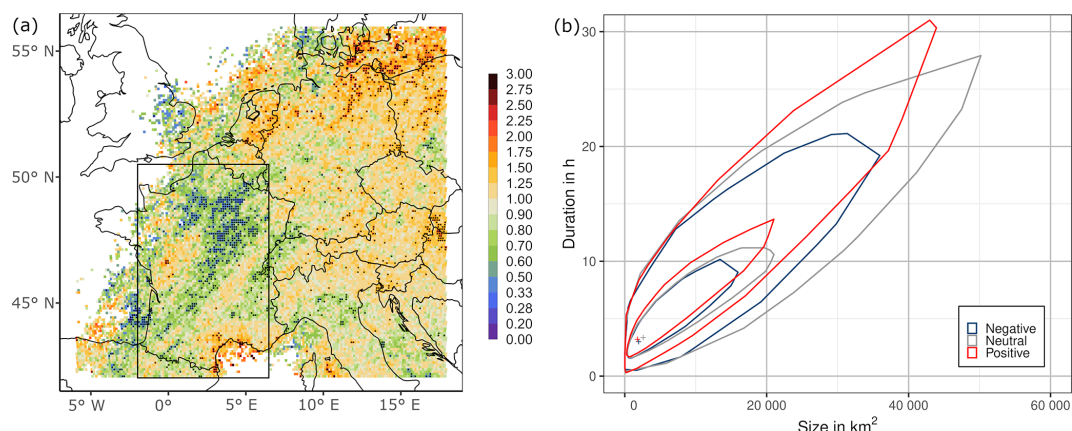 (a)
55° N
50° N
45° N
5° W
0°
5° E
10° E
15° E
3.00
2.75
2.50
2.25
2.00
1.75
1.50
1.25
1.00
0.90
0.80
0.70
0.60
0.50
0.40
0.33
0.28
0.20
0.00
(b)
Duration in h
30
20
10
0
0
20 000
40 000
60 000
Size in km²
Negative
Neutral
Positive